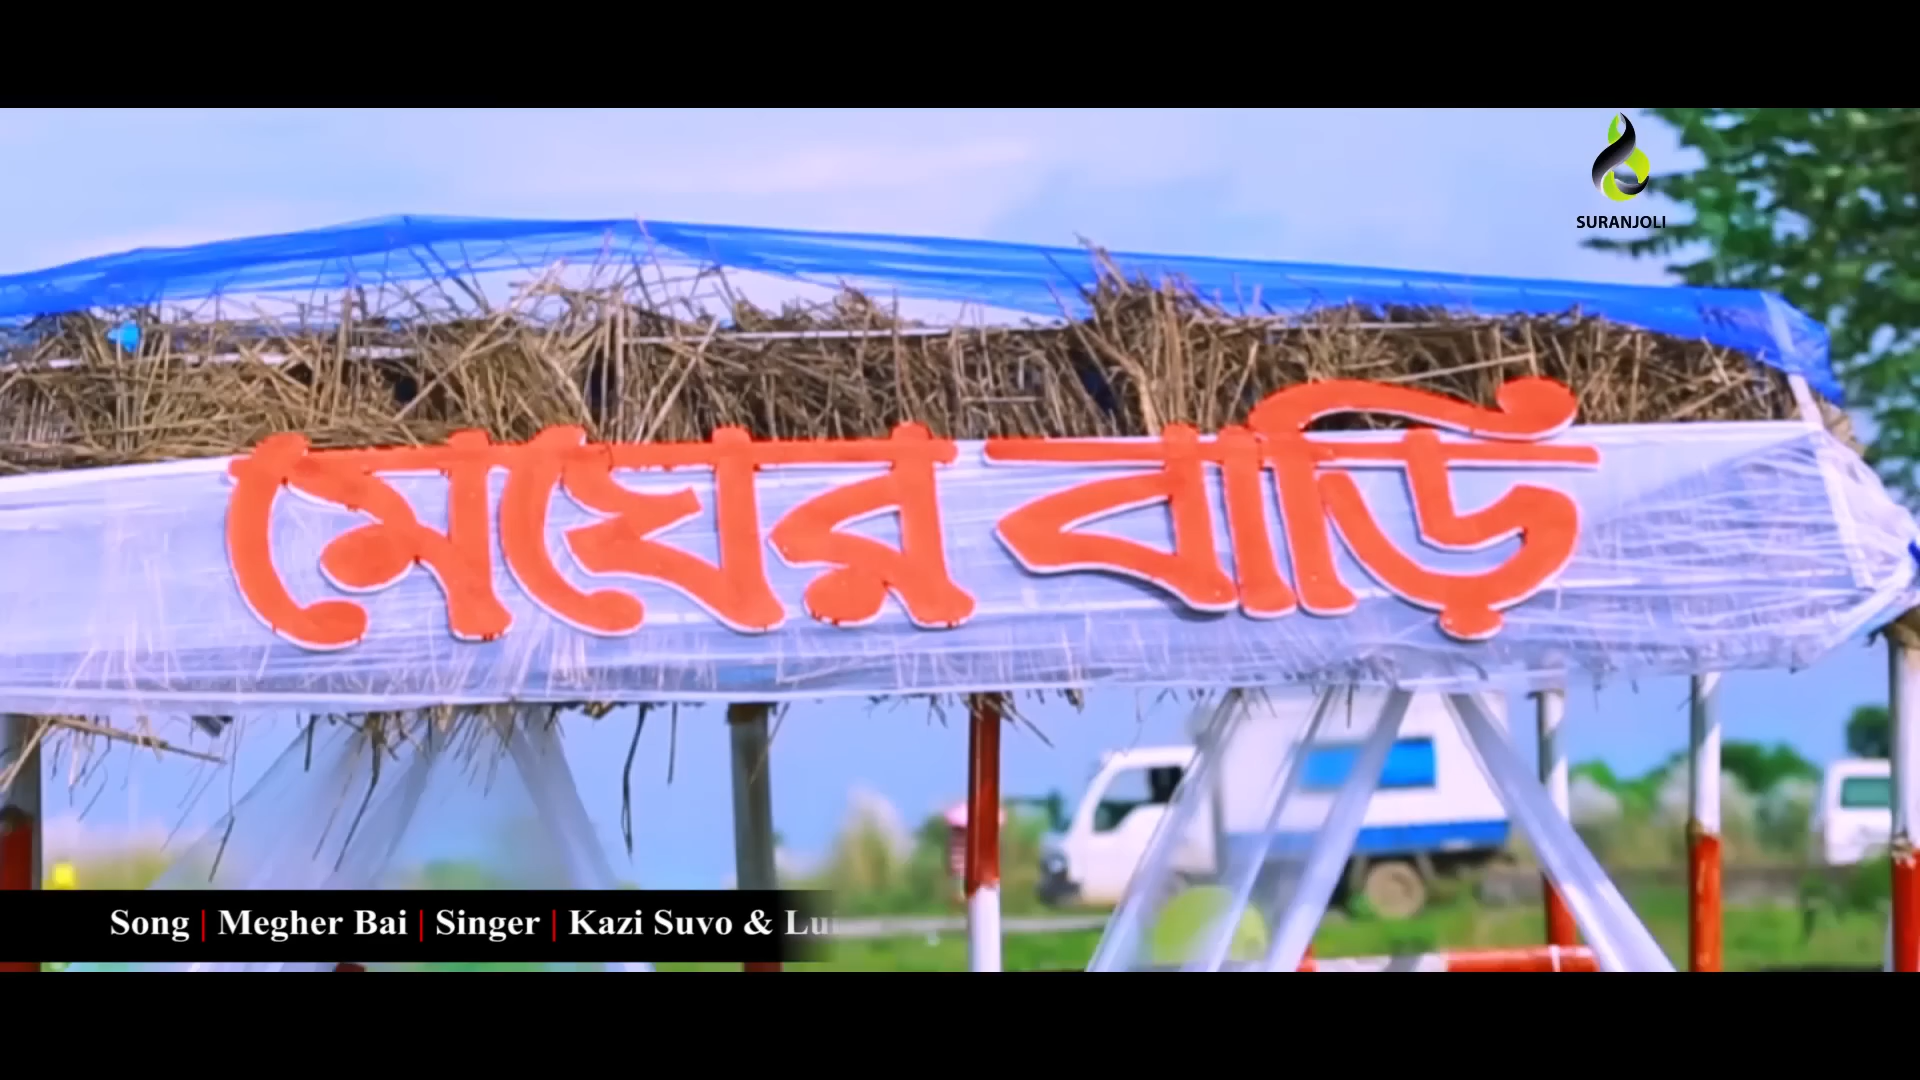 SURANJOLI
মেঘের বাড়ি
Song | Megher Bai | Singer | Kazi Suvo &